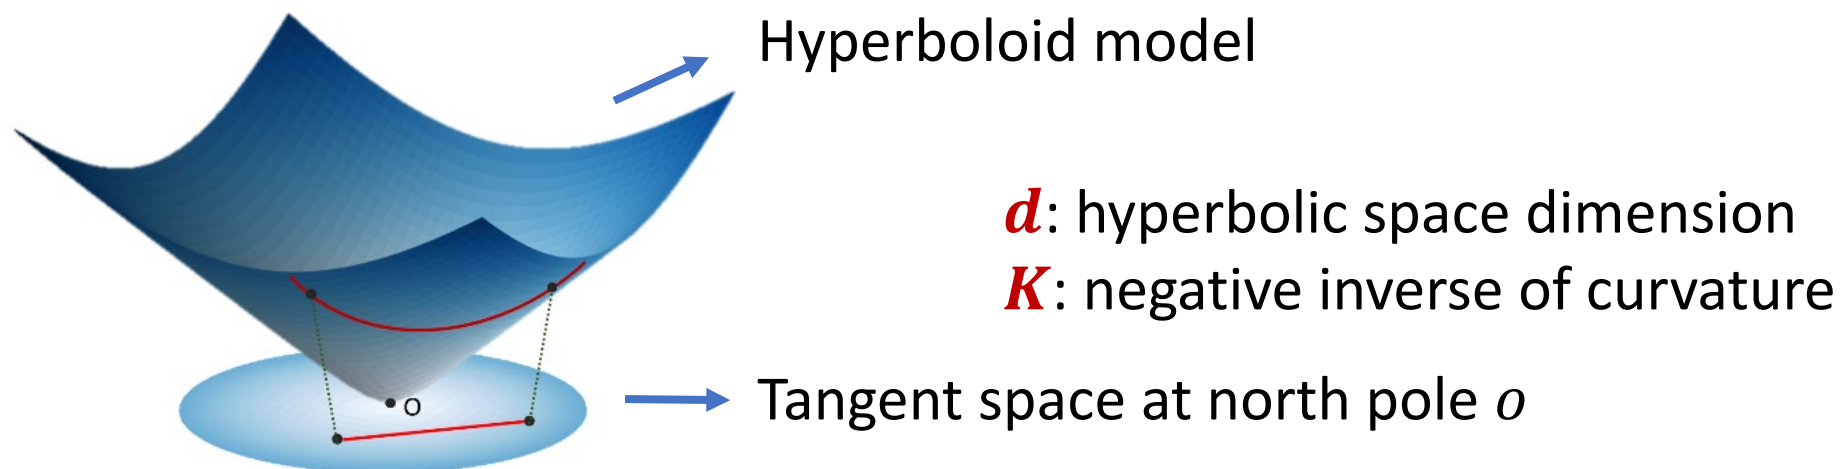 Hyperboloid model
d: hyperbolic space dimension
K: negative inverse of curvature
o
Tangent space at north pole o